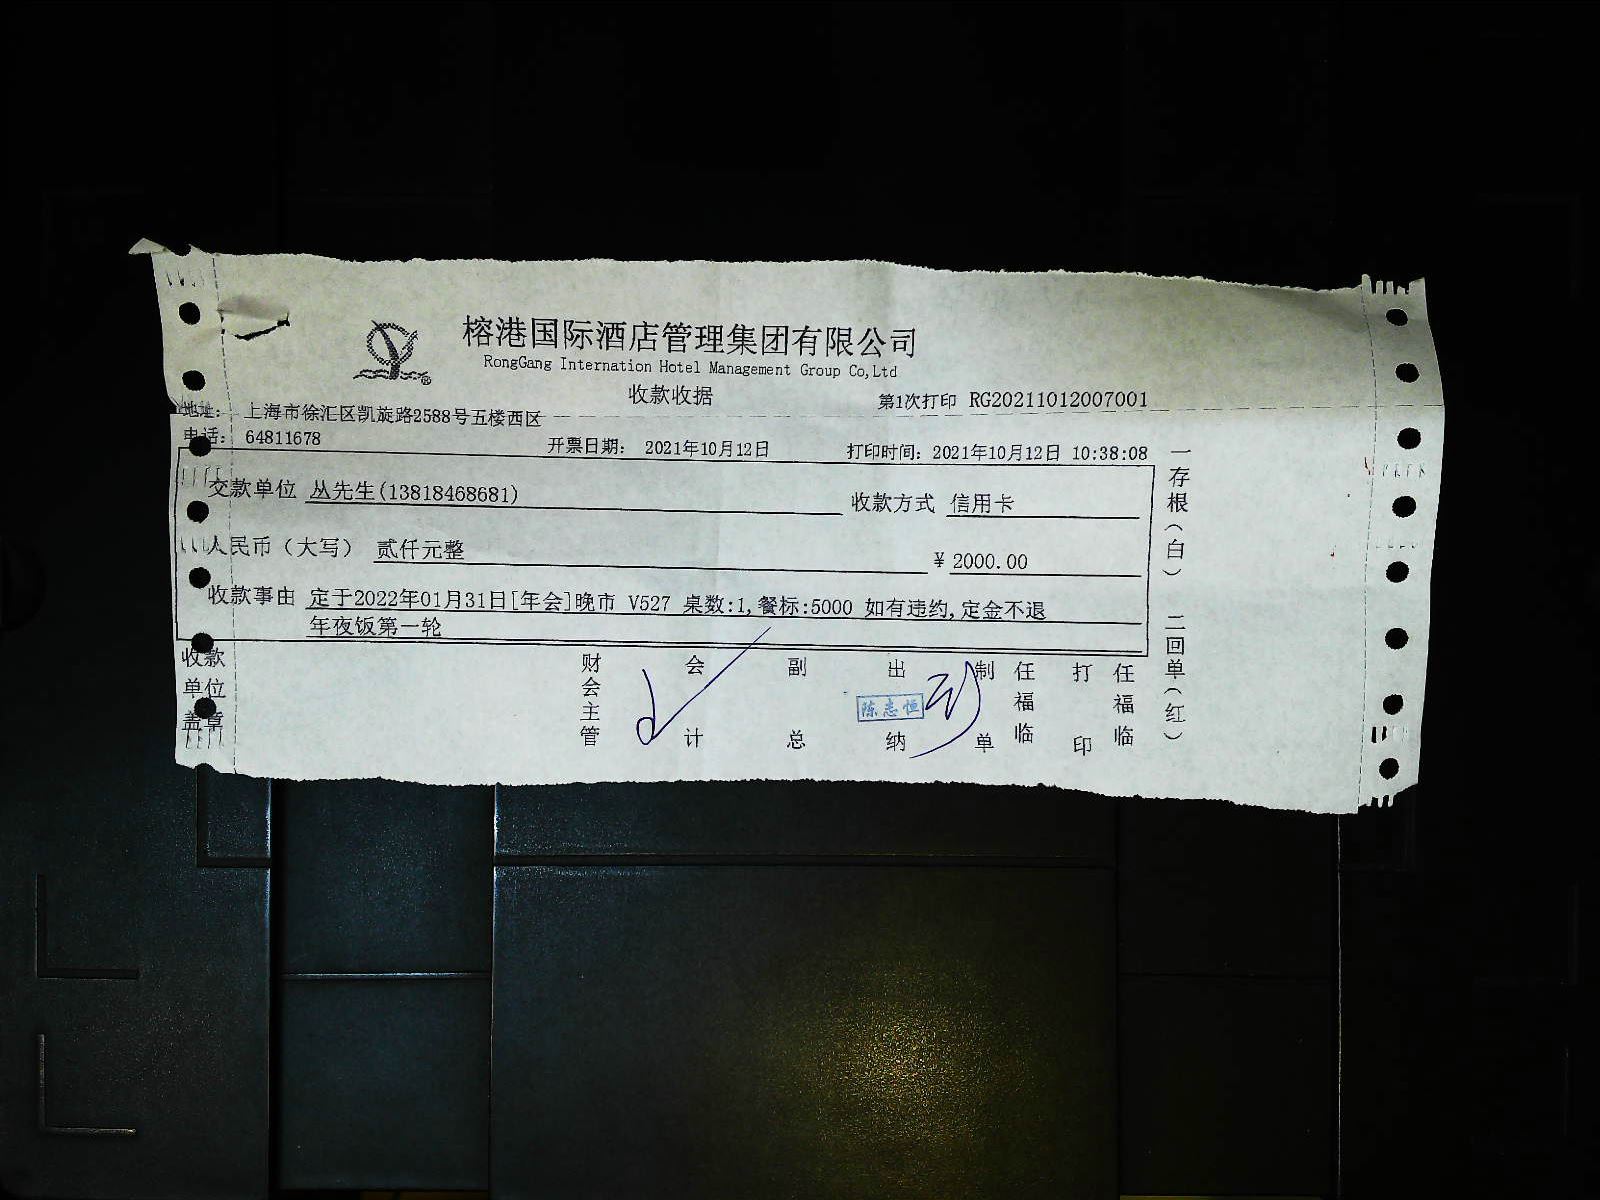 榕港国际酒店管理集团有限公司
RongGang Internation Hotel Management Group Co,Ltd
收款收据
第1次打印 RG20211012007001
地址: 上海市徐汇区凯旋路2588号五楼西区
电话: 64811678
开票日期: 2021年10月12日
打印时间: 2021年10月12日 10:38:08
交款单位 丛先生(13818468681)
收款方式 信用卡
人民币（大写） 贰仟元整
¥ 2000.00
收款事由 定于2022年01月31日[年会]晚市 V527 桌数:1,餐标:5000 如有违约,定金不退
年夜饭第一轮
收款单位盖章
财会主管
会计
副总
出纳
陈志恒
制单
任福临
打印
任福临
一存根(白) 二回单(红)